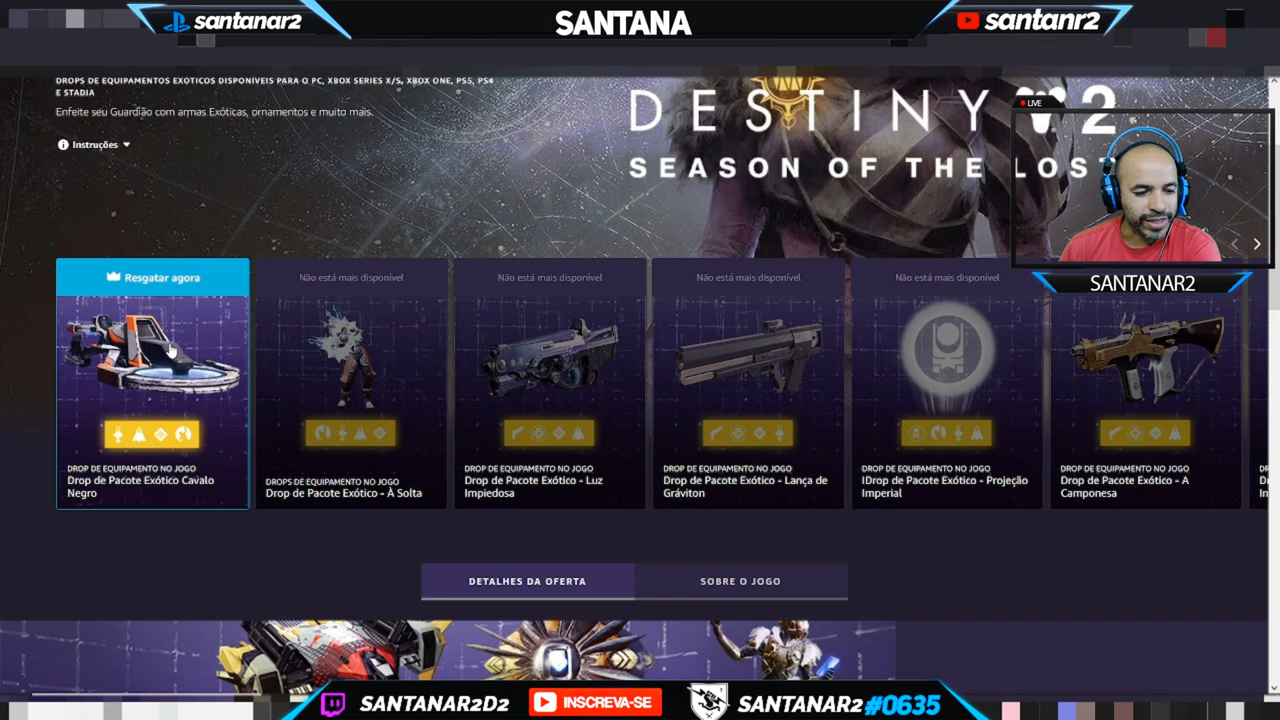 santanar2
SANTANA
santanr2
DROPS DE EQUIPAMENTOS EXOTICOS DISPONÍVEIS PARA O PC, XBOX SERIES X/S, XBOX ONE, PS5, PS4
E STADIA
Enfeite seu Guardião com armas Exóticas, ornamentos e muito mais.
Instruções
DESTINY 2
SEASON OF THE LOST
LIVE
SANTANAR2
Resgatar agora
Não está mais disponível
Não está mais disponível
Não está mais disponível
Não está mais disponível
DROP DE EQUIPAMENTO NO JOGO
Drop de Pacote Exótico Cavalo
Negro
DROPS DE EQUIPAMENTO NO JOGO
Drop de Pacote Exótico - À Solta
DROP DE EQUIPAMENTO NO JOGO
Drop de Pacote Exótico - Luz
Impiedosa
DROP DE EQUIPAMENTO NO JOGO
Drop de Pacote Exótico - Lança de
Gráviton
DROP DE EQUIPAMENTO NO JOGO
IDrop de Pacote Exótico - Projeção
Imperial
DROP DE EQUIPAMENTO NO JOGO
Drop de Pacote Exótico - A
Camponesa
DETALHES DA OFERTA
SOBRE O JOGO
SANTANAR2D2
INSCREVA-SE
SANTANAR2#0635